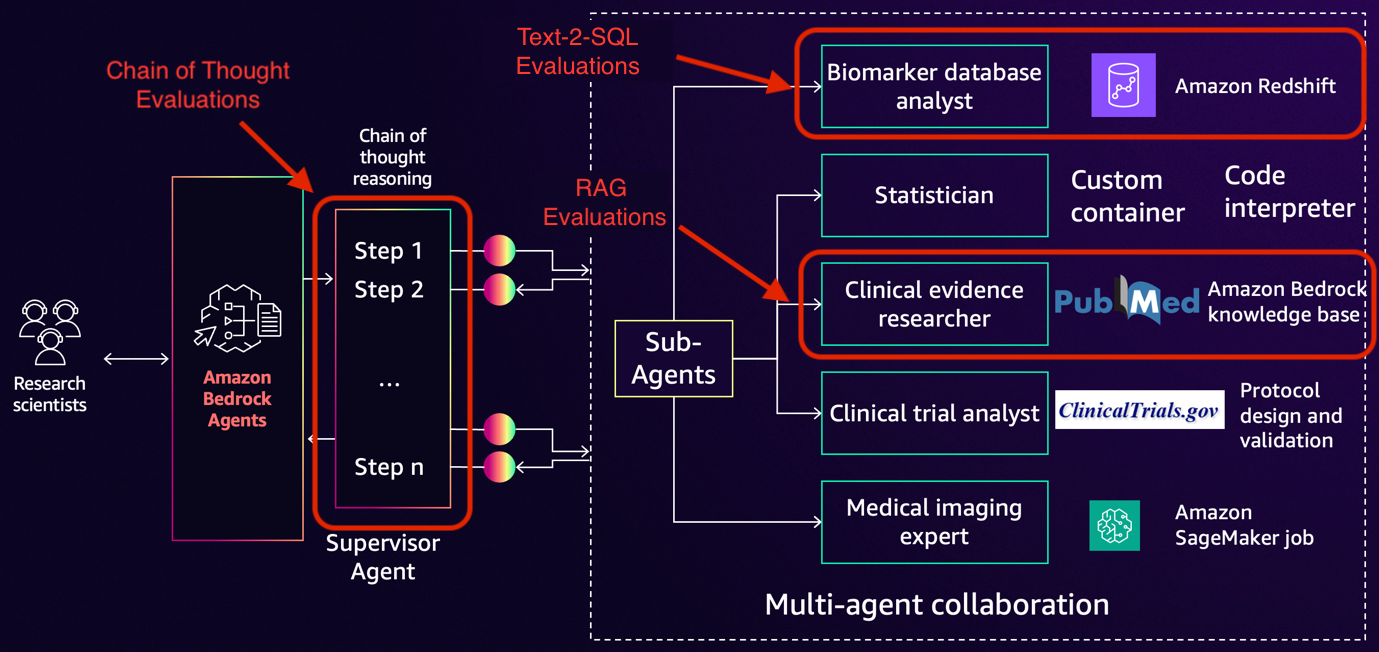 Chain of Thought
Evaluations
Text-2-SQL
Evaluations
RAG
Evaluations
Research
scientists
Amazon
Bedrock
Agents
Chain of
thought
reasoning
Step 1
Step 2
...
Step n
Supervisor
Agent
Sub-
Agents
Biomarker database
analyst
Amazon Redshift
Statistician
Custom
container
Code
interpreter
Clinical evidence
researcher
PubMed
Amazon Bedrock
knowledge base
Clinical trial analyst
ClinicalTrials.gov
Protocol
design and
validation
Medical imaging
expert
Amazon
SageMaker job
Multi-agent collaboration